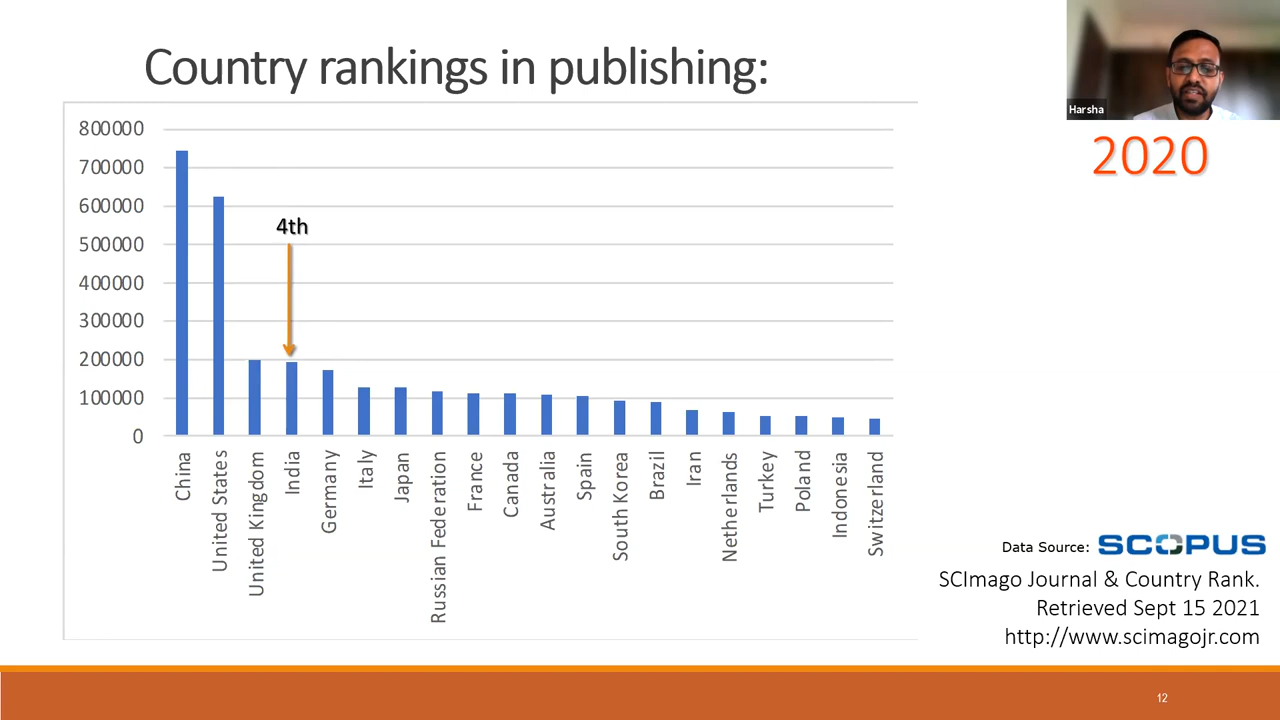 Country rankings in publishing:
Harsha
2020
800000
700000
600000
500000
400000
300000
200000
100000
0
4th
China
United States
United Kingdom
India
Germany
Italy
Japan
Russian Federation
France
Canada
Australia
Spain
South Korea
Brazil
Iran
Netherlands
Turkey
Poland
Indonesia
Switzerland
Data Source: SCOPUS
SCImago Journal & Country Rank.
Retrieved Sept 15 2021
http://www.scimagojr.com
12